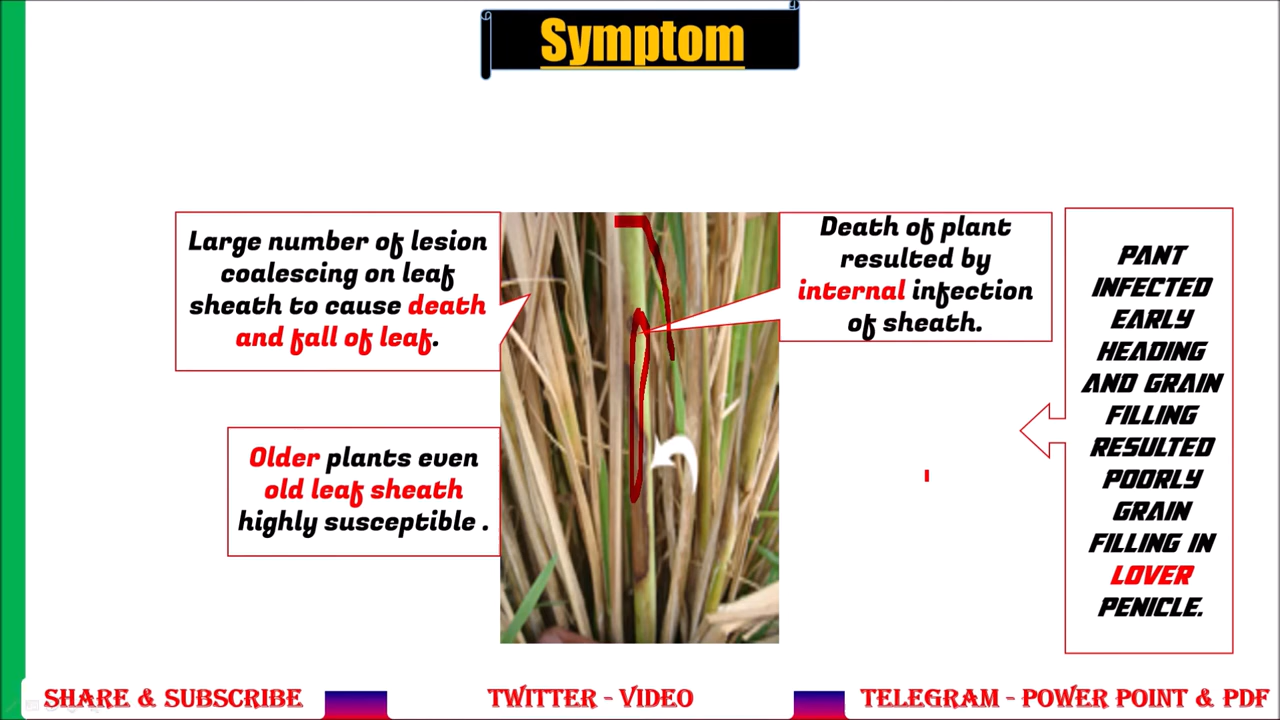 Symptom
Large number of lesion
coalescing on leaf
sheath to cause death
and fall of leaf.
Older plants even
old leaf sheath
highly susceptible .
Death of plant
resulted by
internal infection
of sheath.
PANT
INFECTED
EARLY
HEADING
AND GRAIN
FILLING
RESULTED
POORLY
GRAIN
FILLING IN
LOVER
PENICLE.
SHARE & SUBSCRIBE
TWITTER - VIDEO
TELEGRAM - POWER POINT & PDF